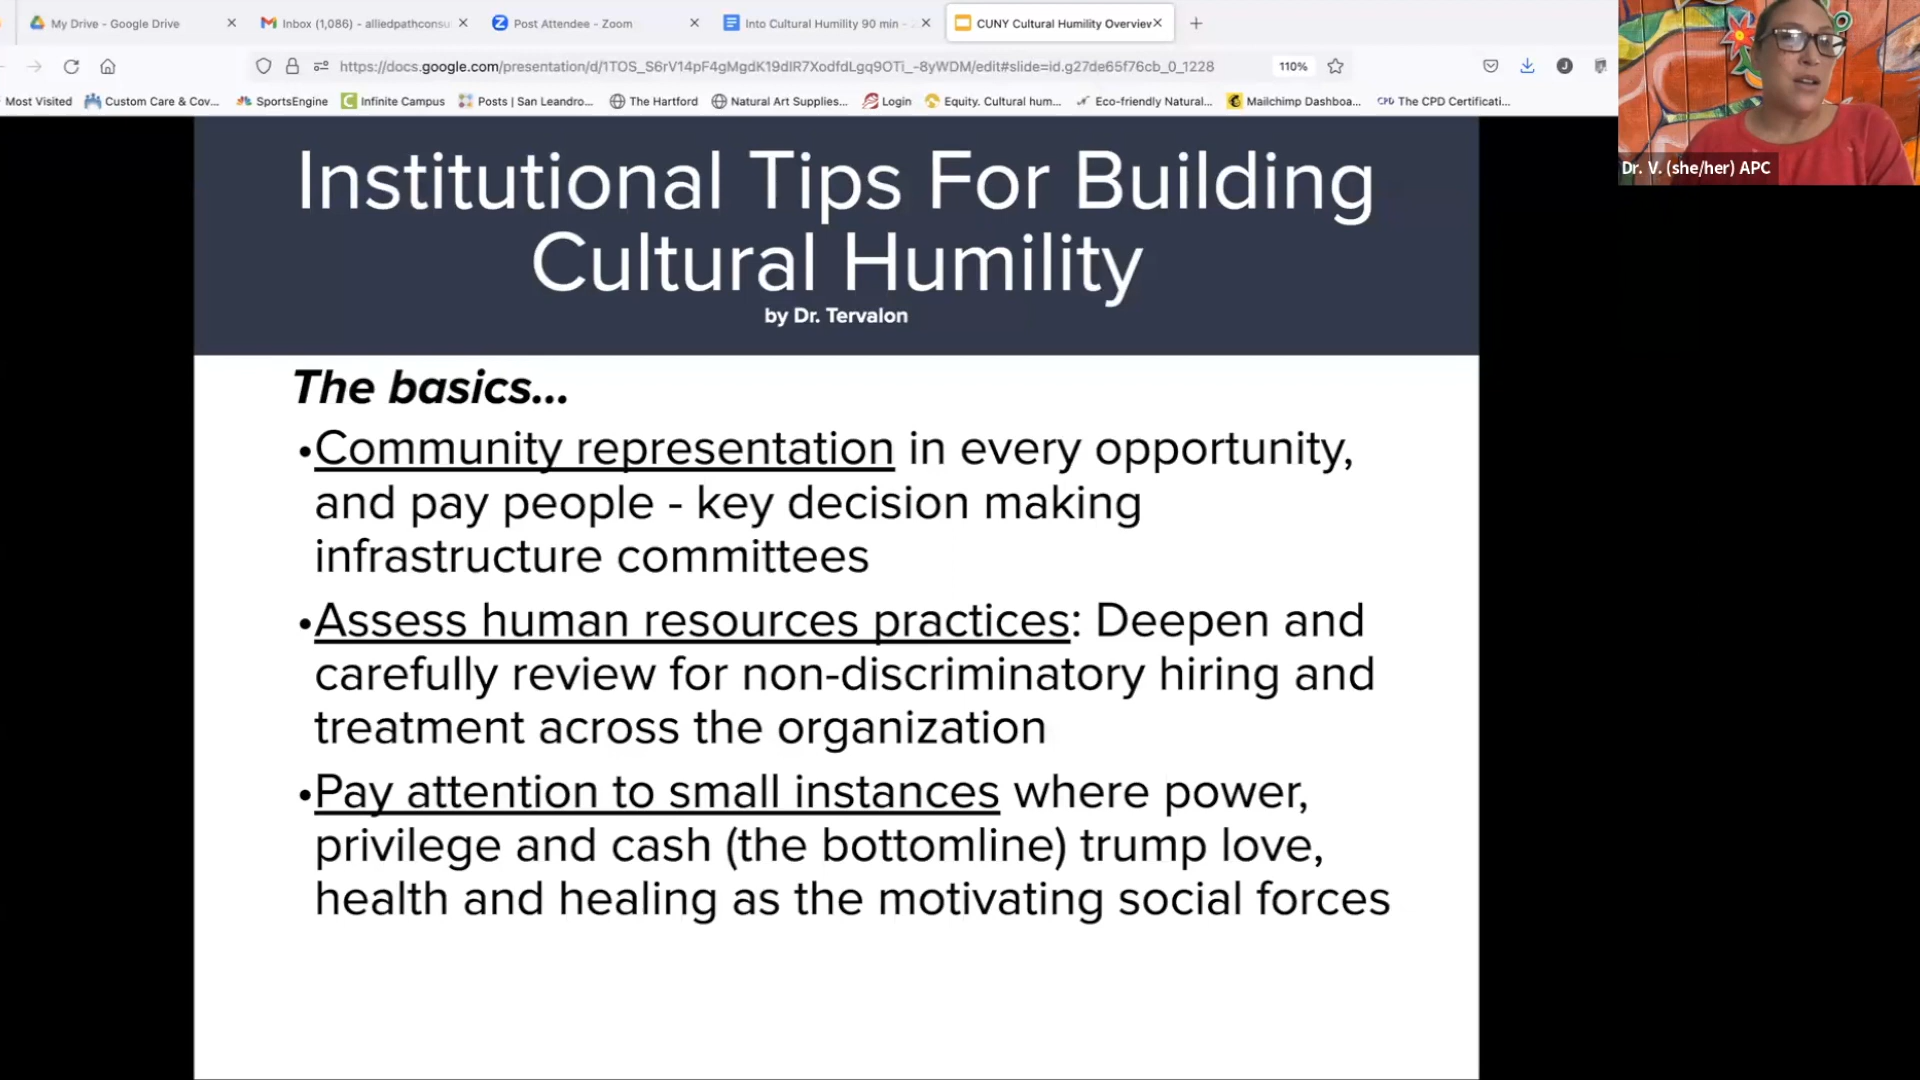 My Drive - Google Drive
Inbox (1,086) - alliedpathconsu
Post Attendee - Zoom
Into Cultural Humility 90 min -
CUNY Cultural Humility Overview
https://docs.google.com/presentation/d/1TOS_S6rV14pF4gMgdK19dIR7XodfdLgq9OTi_-8yWDM/edit#slide=id.g27de65f76cb_0_1228
110%
J
Most Visited
Custom Care & Cov...
SportsEngine
Infinite Campus
Posts | San Leandro...
The Hartford
Natural Art Supplies...
Login
Equity. Cultural hum...
Eco-friendly Natural...
Mailchimp Dashboa...
CPD The CPD Certificati...
Dr. V. (she/her) APC
Institutional Tips For Building
Cultural Humility
by Dr. Tervalon
The basics...
•Community representation in every opportunity,
and pay people - key decision making
infrastructure committees
•Assess human resources practices: Deepen and
carefully review for non-discriminatory hiring and
treatment across the organization
•Pay attention to small instances where power,
privilege and cash (the bottomline) trump love,
health and healing as the motivating social forces